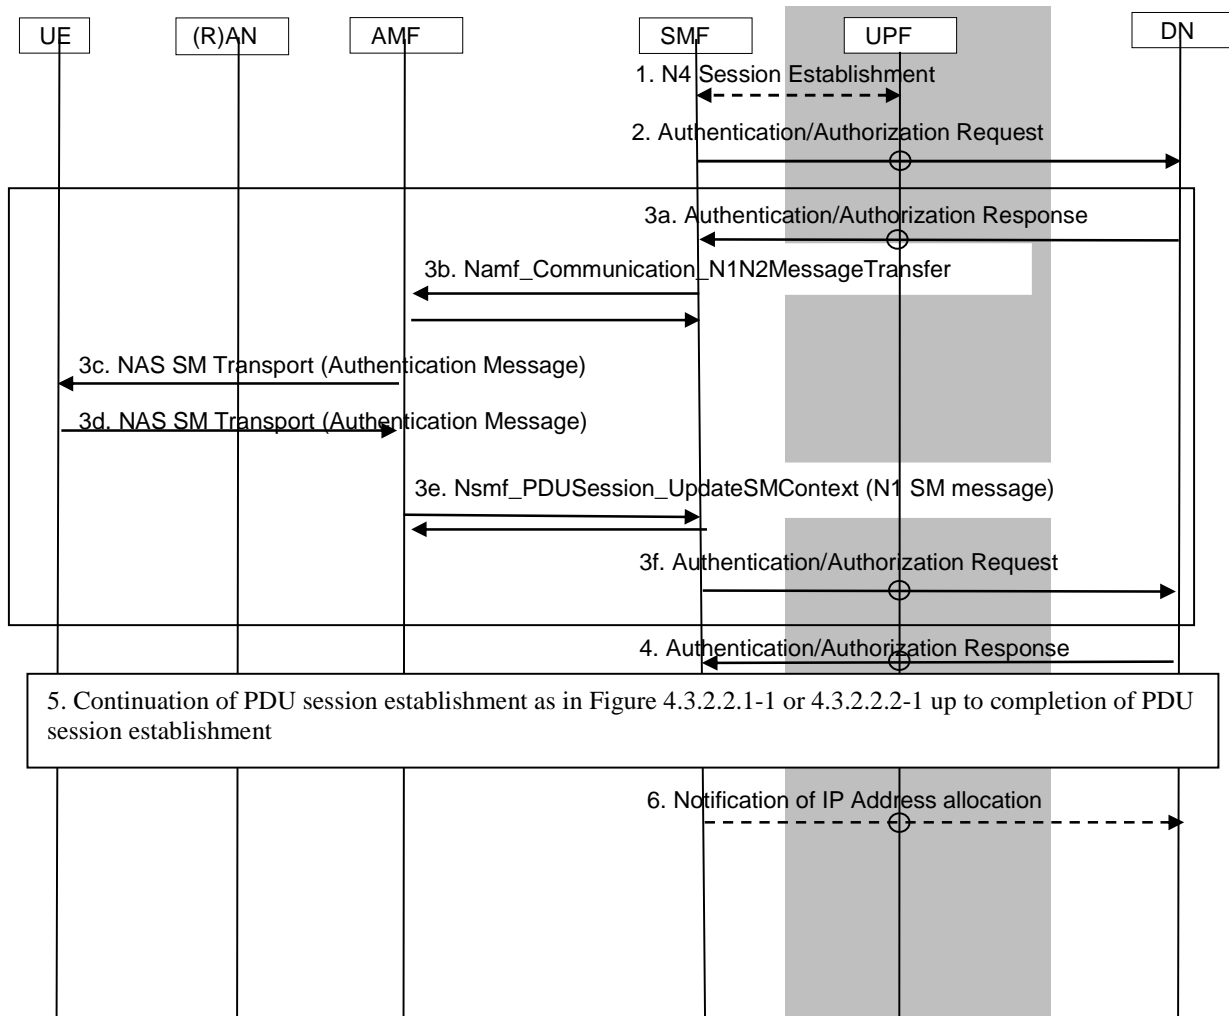 UE
(R)AN
AMF
SMF
UPF
DN
1. N4 Session Establishment
2. Authentication/Authorization Request
3a. Authentication/Authorization Response
3b. Namf_Communication_N1N2MessageTransfer
3c. NAS SM Transport (Authentication Message)
3d. NAS SM Transport (Authentication Message)
3e. Nsmf_PDUSession_UpdateSMContext (N1 SM message)
3f. Authentication/Authorization Request
4. Authentication/Authorization Response
5. Continuation of PDU session establishment as in Figure 4.3.2.2.1-1 or 4.3.2.2.2-1 up to completion of PDU
session establishment
6. Notification of IP Address allocation